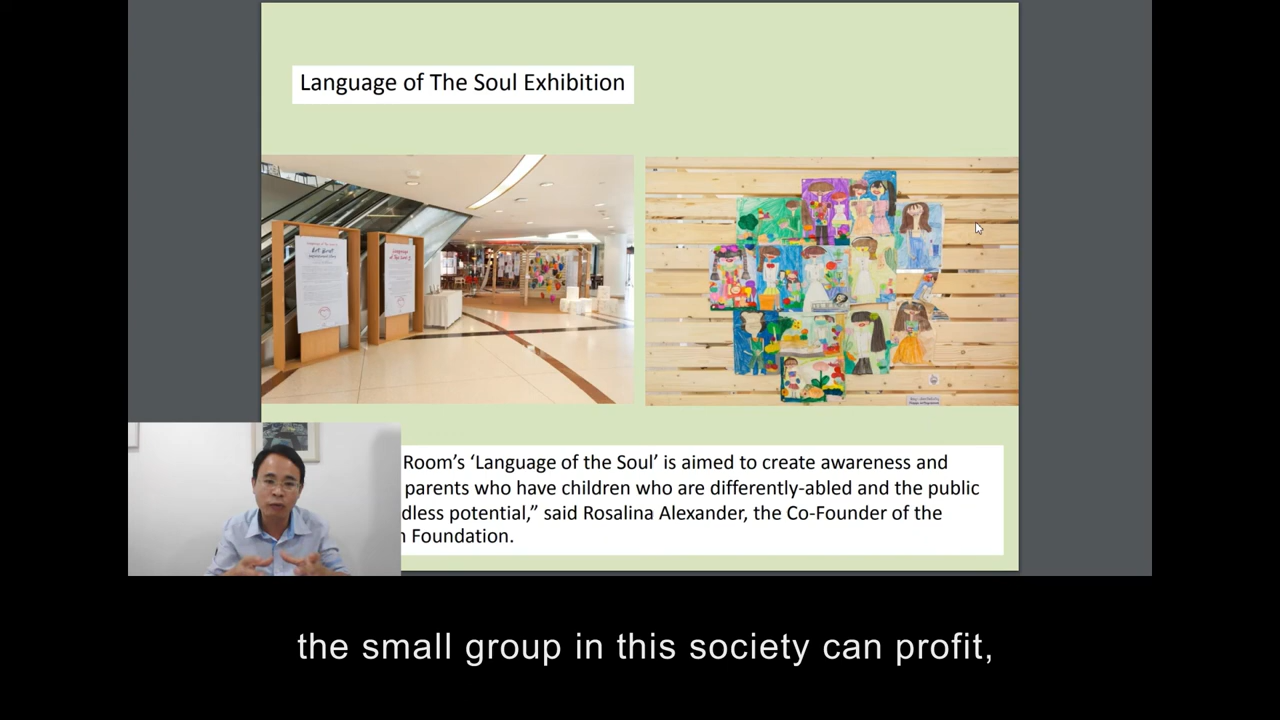 Language of The Soul Exhibition
Room's ‘Language of the Soul’ is aimed to create awareness and
parents who have children who are differently-abled and the public
dless potential,” said Rosalina Alexander, the Co-Founder of the
Foundation.
the small group in this society can profit,